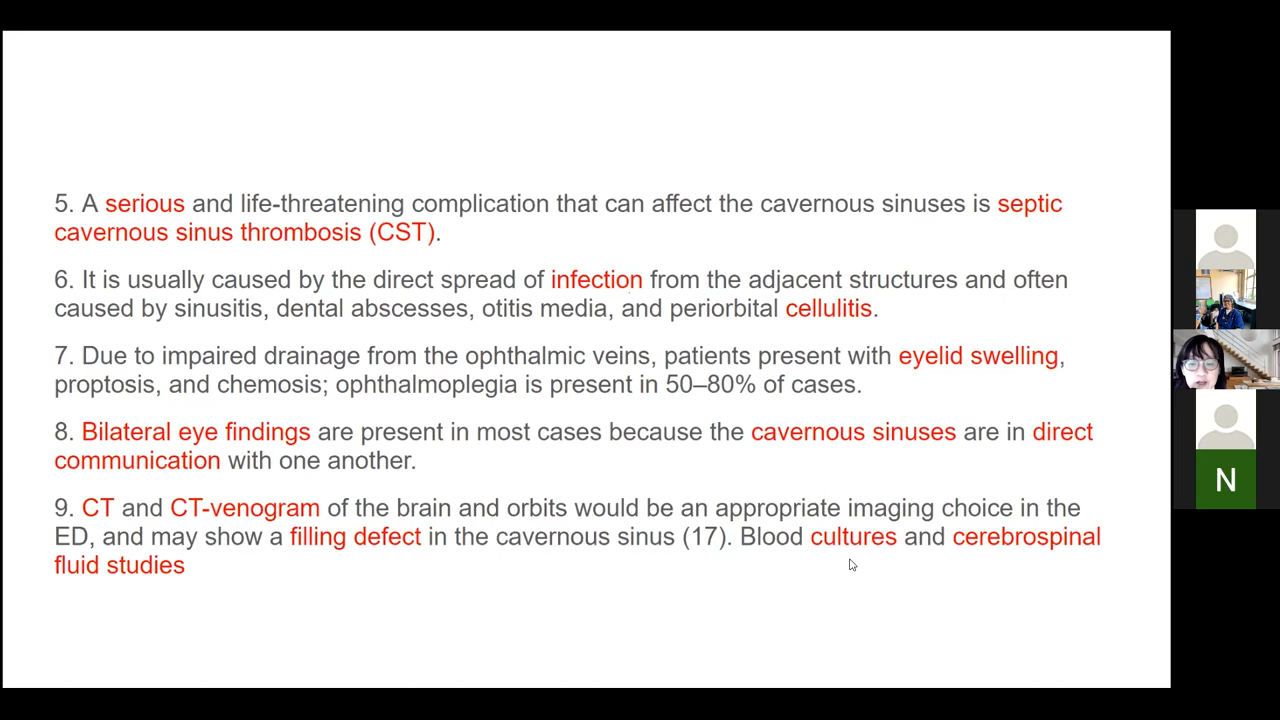 5. A serious and life-threatening complication that can affect the cavernous sinuses is septic
cavernous sinus thrombosis (CST).
6. It is usually caused by the direct spread of infection from the adjacent structures and often
caused by sinusitis, dental abscesses, otitis media, and periorbital cellulitis.
7. Due to impaired drainage from the ophthalmic veins, patients present with eyelid swelling,
proptosis, and chemosis; ophthalmoplegia is present in 50–80% of cases.
8. Bilateral eye findings are present in most cases because the cavernous sinuses are in direct
communication with one another.
9. CT and CT-venogram of the brain and orbits would be an appropriate imaging choice in the
ED, and may show a filling defect in the cavernous sinus (17). Blood cultures and cerebrospinal
fluid studies
N